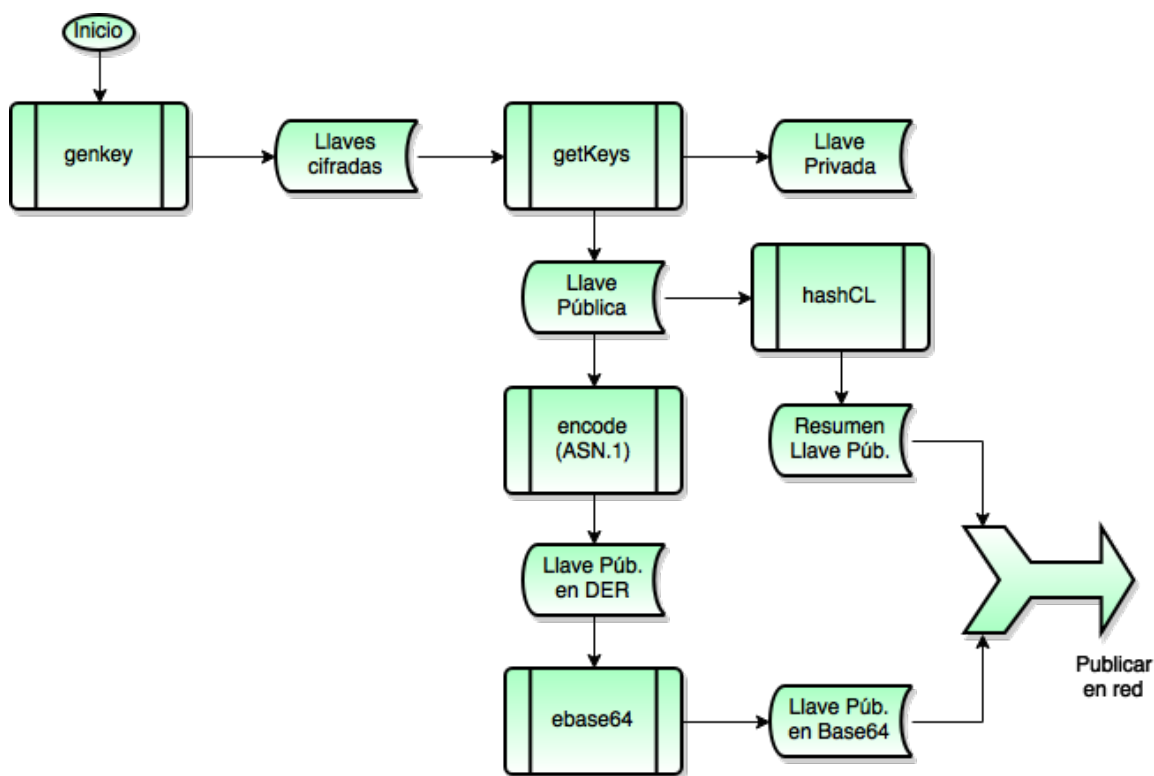 Inicio
genkey
Llaves
cifradas
getKeys
Llave
Privada
Llave
Pública
hashCL
encode
(ASN.1)
Resumen
Llave Púb.
Llave Púb.
en DER
ebase64
Llave Púb.
en Base64
Publicar
en red